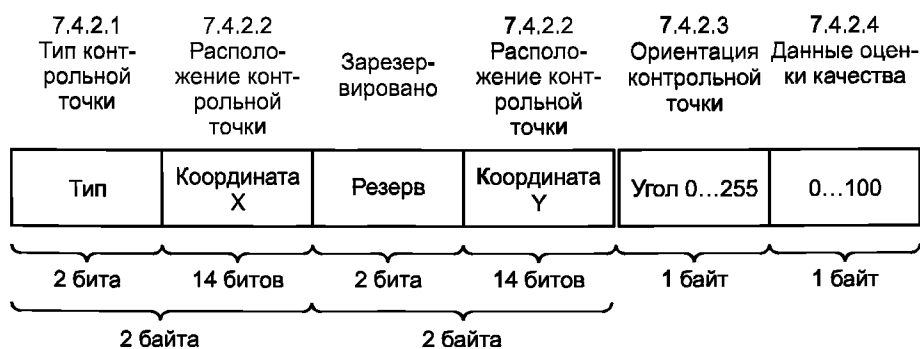 7.4.2.1
Тип конт-
рольной
точки
7.4.2.2
Располо-
жение конт-
рольной
точки
Зарезер-
вировано
7.4.2.2
Располо-
жение конт-
рольной
точки
7.4.2.3
Ориентация
контрольной
точки
7.4.2.4
Данные оцен-
ки качества
Тип
Координата
X
Резерв
Координата
Y
Угол 0...255
0...100
2 бита
14 битов
2 бита
14 битов
1 байт
1 байт
2 байта
2 байта